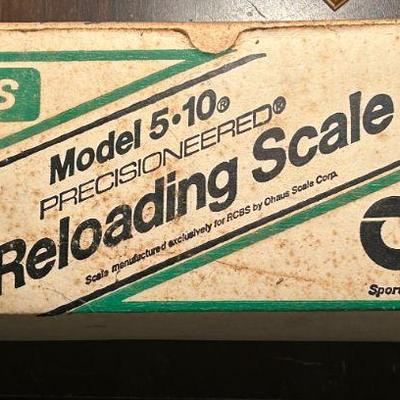 S
Model 5•10®
PRECISIONEERED®
Reloading Scale
Scale manufactured exclusively for RCBS by Ohaus Scale Corp.
Sport